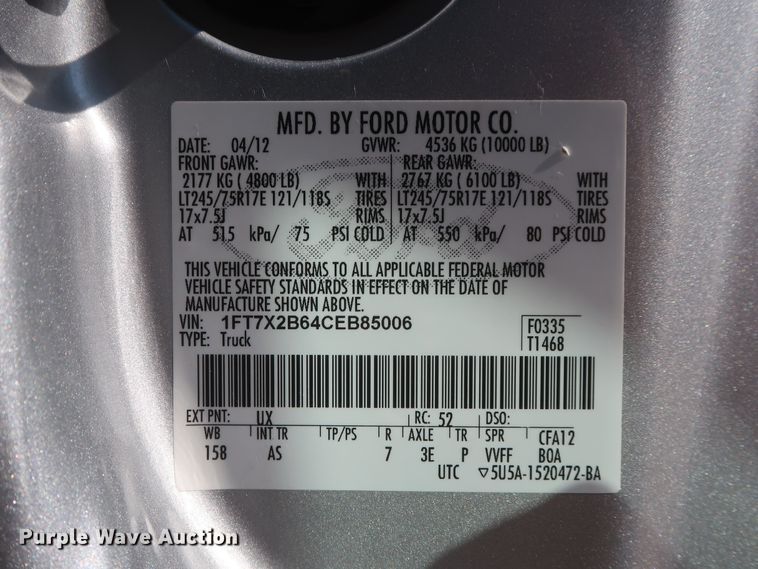 MFD. BY FORD MOTOR CO.
DATE: 04/12 GVWR: 4536 KG (10000 LB)
FRONT GAWR: REAR GAWR:
2177 KG ( 4800 LB) WITH 2767 KG ( 6100 LB) WITH
LT245/75R17E 121/118S TIRES LT245/75R17E 121/118S TIRES
17x7.5J RIMS 17x7.5J RIMS
AT 515 kPa/ 75 PSI COLD AT 550 kPa/ 80 PSI COLD
THIS VEHICLE CONFORMS TO ALL APPLICABLE FEDERAL MOTOR
VEHICLE SAFETY STANDARDS IN EFFECT ON THE DATE OF
MANUFACTURE SHOWN ABOVE.
VIN: 1FT7X2B64CEB85006 F0335
TYPE: Truck T1468
EXT PNT: UX RC: 52 DSO:
WB INT TR TP/PS R AXLE TR SPR CFA12
158 AS 7 3E P VVFF BOA
UTC ▽5U5A-1520472-BA
Purple Wave Auction